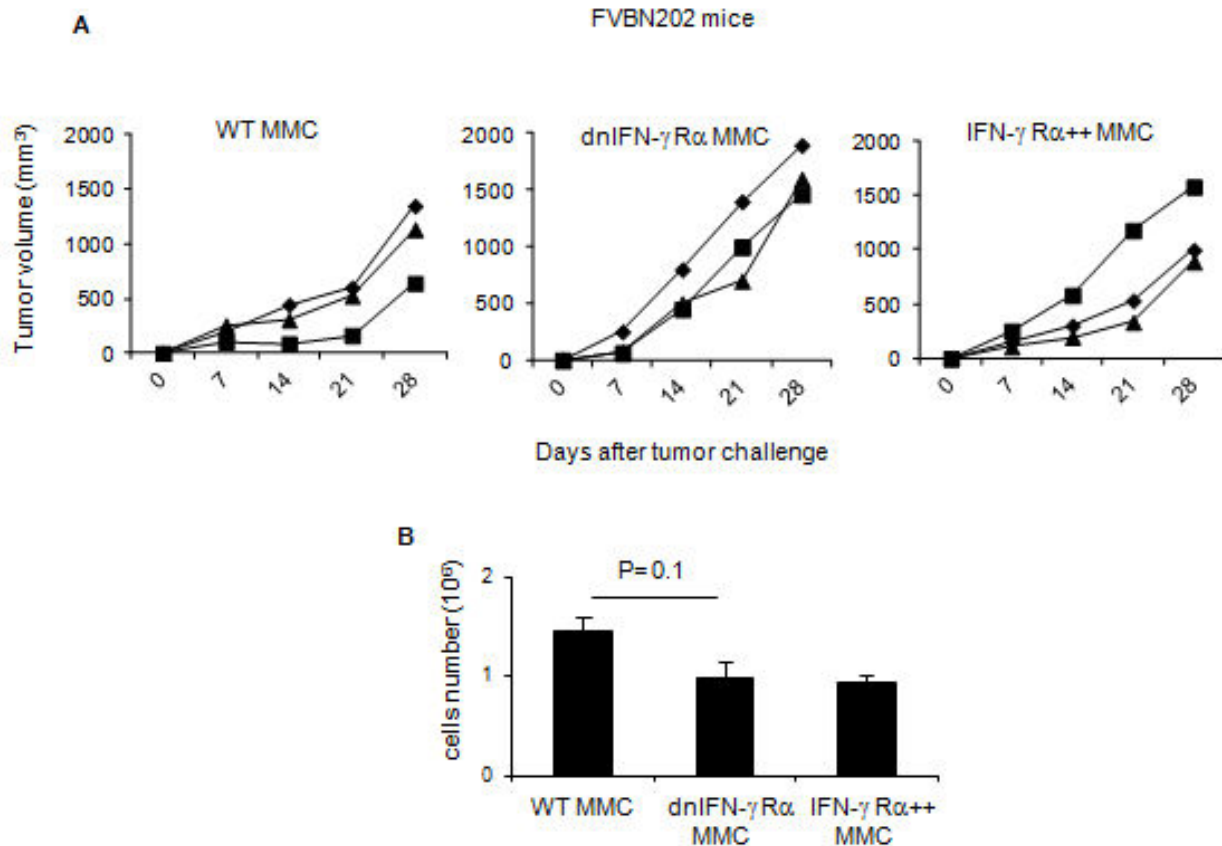 A
FVBN202 mice
WT MMC
dnIFN-γ Rα MMC
IFN-γ Rα++ MMC
Tumor volume (mm³)
2000
1500
1000
500
0
0
7
14
21
28
2000
1500
1000
500
0
0
7
14
21
28
2000
1500
1000
500
0
0
7
14
21
28
Days after tumor challenge
B
cells number (10⁶)
2
1
0
P= 0.1
WT MMC
dnIFN-γ Rα
MMC
IFN-γ Rα++
MMC